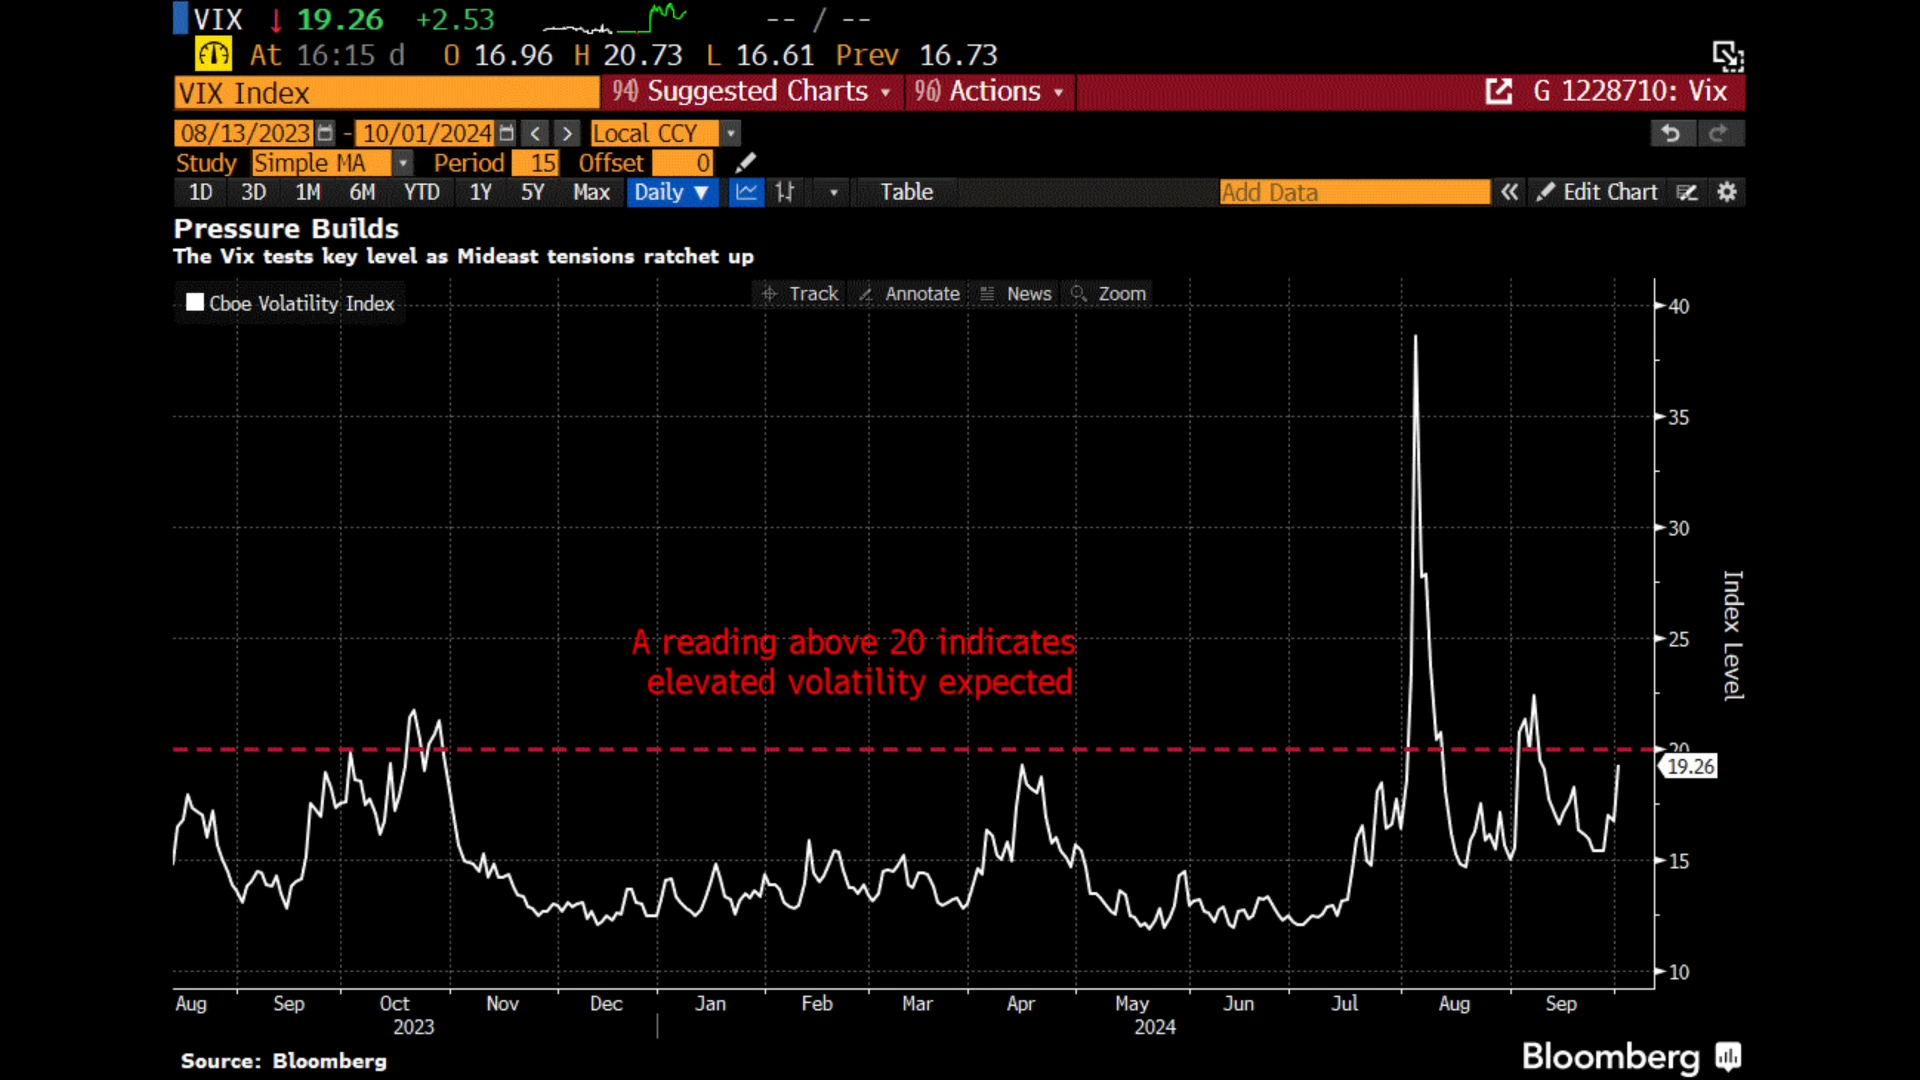 VIX ↓ 19.26 +2.53 -- / --
At 16:15 d O 16.96 H 20.73 L 16.61 Prev 16.73
VIX Index 94) Suggested Charts 96) Actions G 1228710: Vix
08/13/2023 - 10/01/2024 < > Local CCY
Study Simple MA Period 15 Offset 0
1D 3D 1M 6M YTD 1Y 5Y Max Daily ▼ Table Add Data « Edit Chart
Pressure Builds
The Vix tests key level as Mideast tensions ratchet up
Track Annotate News Zoom
Cboe Volatility Index
40
35
30
25
20
19.26
15
10
Index Level
A reading above 20 indicates
elevated volatility expected
Aug Sep Oct Nov Dec Jan Feb Mar Apr May Jun Jul Aug Sep
2023 2024
Source: Bloomberg
Bloomberg